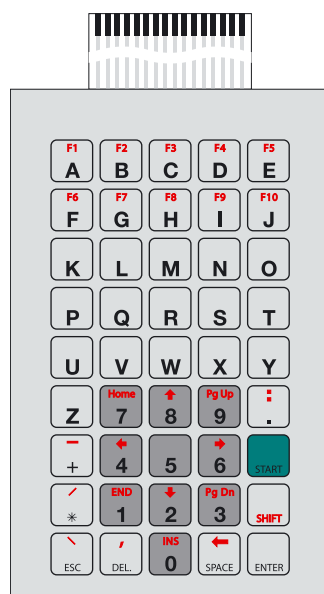 F1 F2 F3 F4 F5
A B C D E
F6 F7 F8 F9 F10
F G H I J
K L M N O
P Q R S T
U V W X Y
Home ↑ Pg Up :
Z 7 8 9 .
− ← →
+ 4 5 6 START
/ END ↓ Pg Dn
* 1 2 3 SHIFT
\ , INS ←
ESC DEL. 0 SPACE ENTER